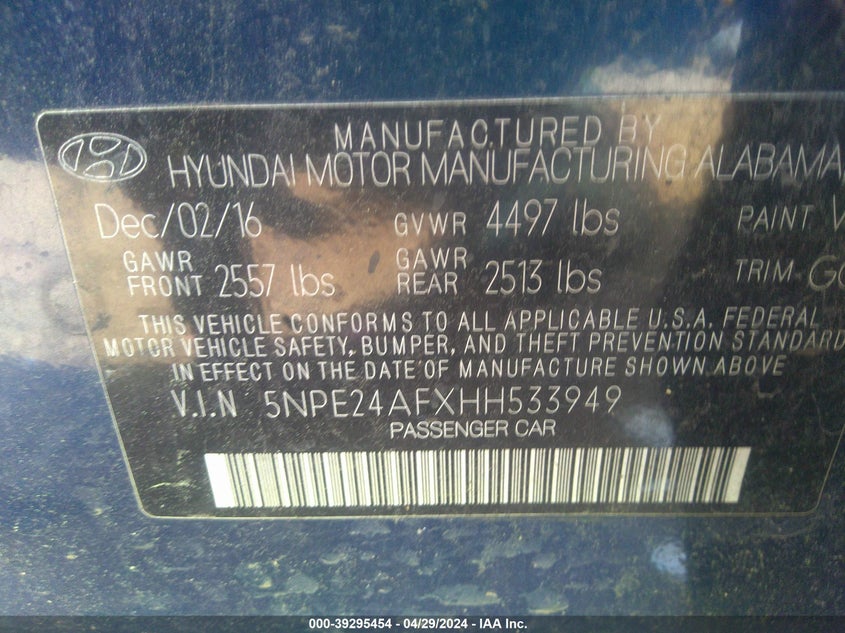 MANUFACTURED BY
HYUNDAI MOTOR MANUFACTURING ALABAMA,
Dec/02/16 GVWR 4497 lbs PAINT V
GAWR FRONT 2557 lbs GAWR REAR 2513 lbs TRIM GO
THIS VEHICLE CONFORMS TO ALL APPLICABLE U.S.A. FEDERAL
MOTOR VEHICLE SAFETY, BUMPER, AND THEFT PREVENTION STANDARD
IN EFFECT ON THE DATE OF MANUFACTURE SHOWN ABOVE
V.I.N 5NPE24AFXHH533949
PASSENGER CAR
000-39295454 - 04/29/2024 - IAA Inc.